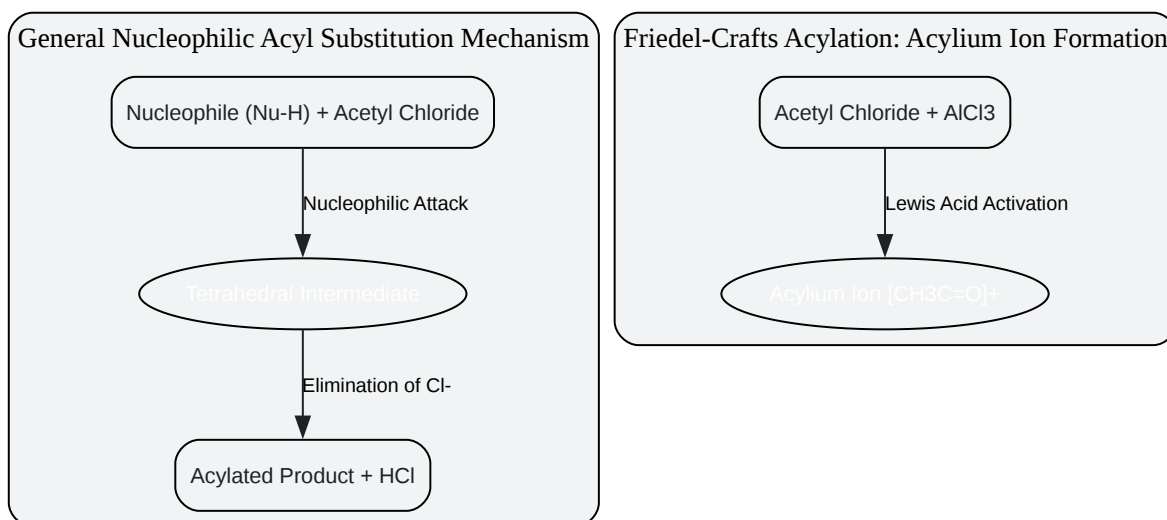 General Nucleophilic Acyl Substitution Mechanism
Nucleophile (Nu-H) + Acetyl Chloride
Nucleophilic Attack
Tetrahedral Intermediate
Elimination of Cl-
Acylated Product + HCl
Friedel-Crafts Acylation: Acylium Ion Formation
Acetyl Chloride + AlCl3
Lewis Acid Activation
Acylium Ion [CH3C=O]+